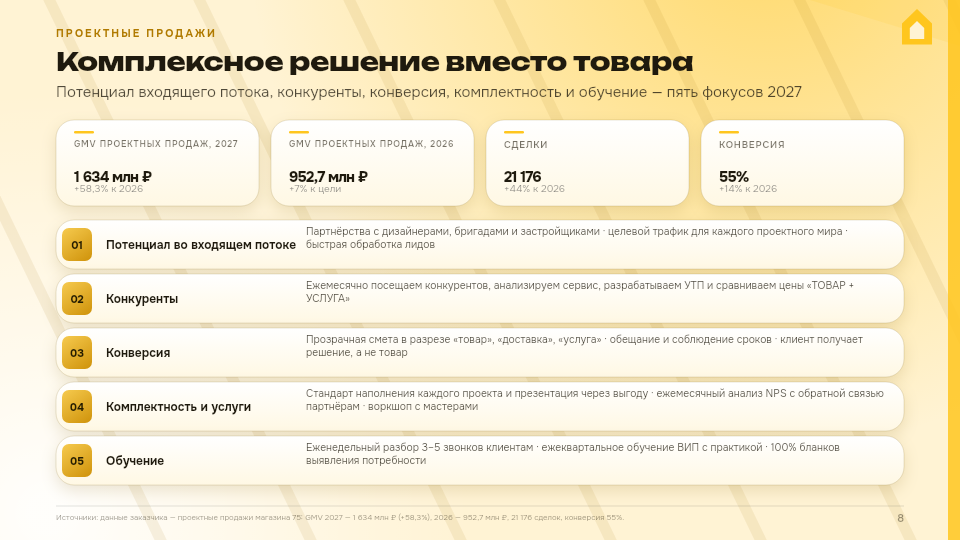 ПРОЕКТНЫЕ ПРОДАЖИ
Комплексное решение вместо товара
Потенциал входящего потока, конкуренты, конверсия, комплектность и обучение — пять фокусов 2027
GMV ПРОЕКТНЫХ ПРОДАЖ, 2027
1 634 млн ₽
+58,3% к 2026
GMV ПРОЕКТНЫХ ПРОДАЖ, 2026
952,7 млн ₽
+7% к цели
СДЕЛКИ
21 176
+44% к 2026
КОНВЕРСИЯ
55%
+14% к 2026
01
Потенциал во входящем потоке
Партнёрства с дизайнерами, бригадами и застройщиками · целевой трафик для каждого проектного мира ·
быстрая обработка лидов
02
Конкуренты
Ежемесячно посещаем конкурентов, анализируем сервис, разрабатываем УТП и сравниваем цены «ТОВАР +
УСЛУГА»
03
Конверсия
Прозрачная смета в разрезе «товар», «доставка», «услуга» · обещание и соблюдение сроков · клиент получает
решение, а не товар
04
Комплектность и услуги
Стандарт наполнения каждого проекта и презентация через выгоду · ежемесячный анализ NPS с обратной связью
партнёрам · воркшоп с мастерами
05
Обучение
Еженедельный разбор 3–5 звонков клиентам · ежеквартальное обучение ВИП с практикой · 100% бланков
выявления потребности
Источники: данные заказчика — проектные продажи магазина 75: GMV 2027 — 1 634 млн ₽ (+58,3%), 2026 — 952,7 млн ₽, 21 176 сделок, конверсия 55%.
8